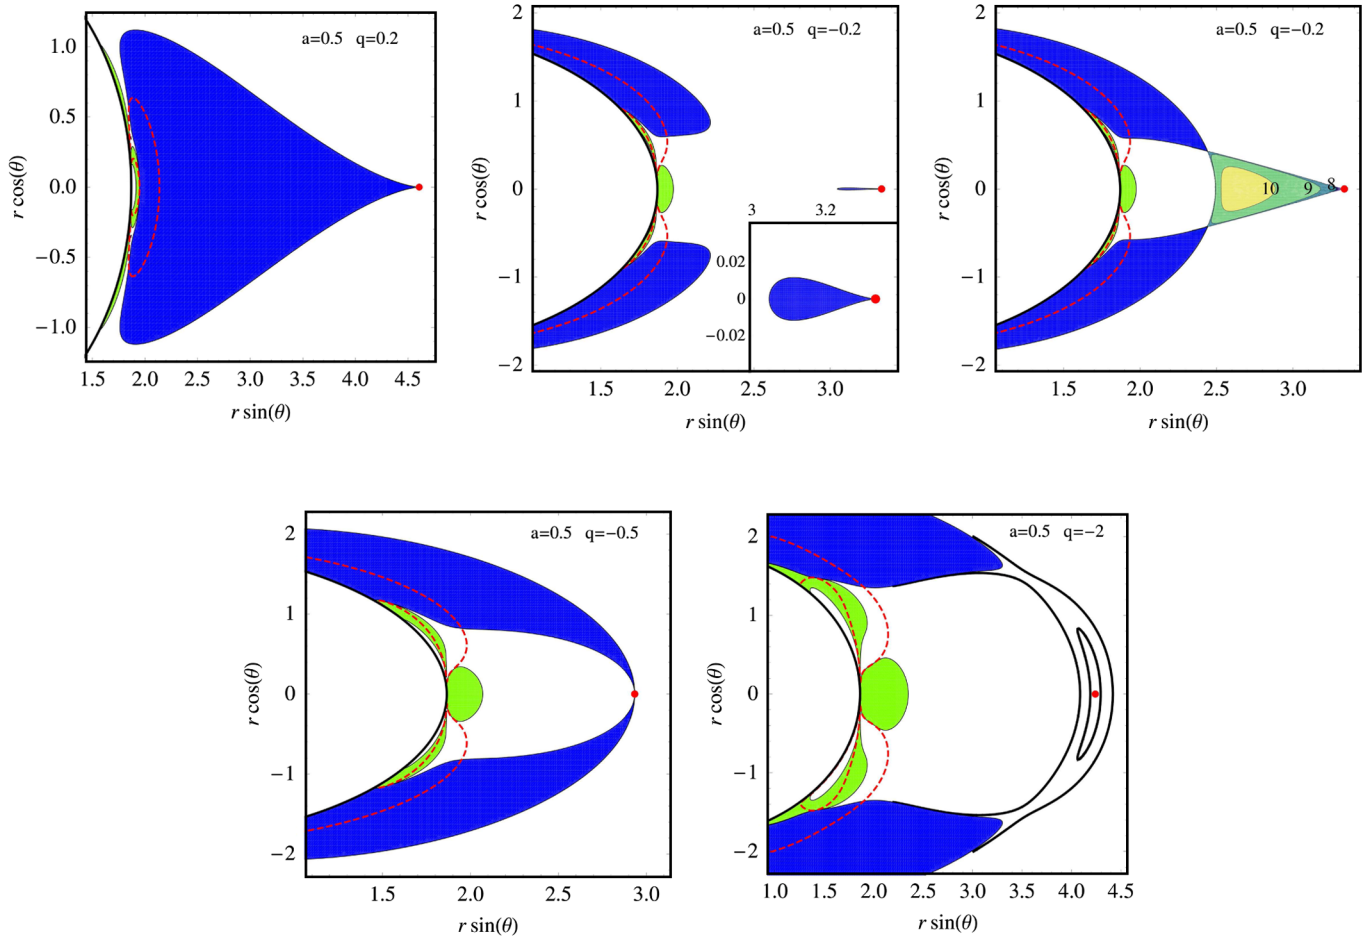 a=0.5 q=0.2
1.0
0.5
0.0
−0.5
−1.0
r cos(θ)
1.5 2.0 2.5 3.0 3.5 4.0 4.5
r sin(θ)
a=0.5 q=−0.2
2
1
0
−1
−2
r cos(θ)
3 3.2
0.02
0
−0.02
1.5 2.0 2.5 3.0
r sin(θ)
a=0.5 q=−0.2
2
1
0
−1
−2
r cos(θ)
10 9 8
1.5 2.0 2.5 3.0
r sin(θ)
a=0.5 q=−0.5
2
1
0
−1
−2
r cos(θ)
1.5 2.0 2.5 3.0
r sin(θ)
a=0.5 q=−2
2
1
0
−1
−2
r cos(θ)
1.0 1.5 2.0 2.5 3.0 3.5 4.0 4.5
r sin(θ)